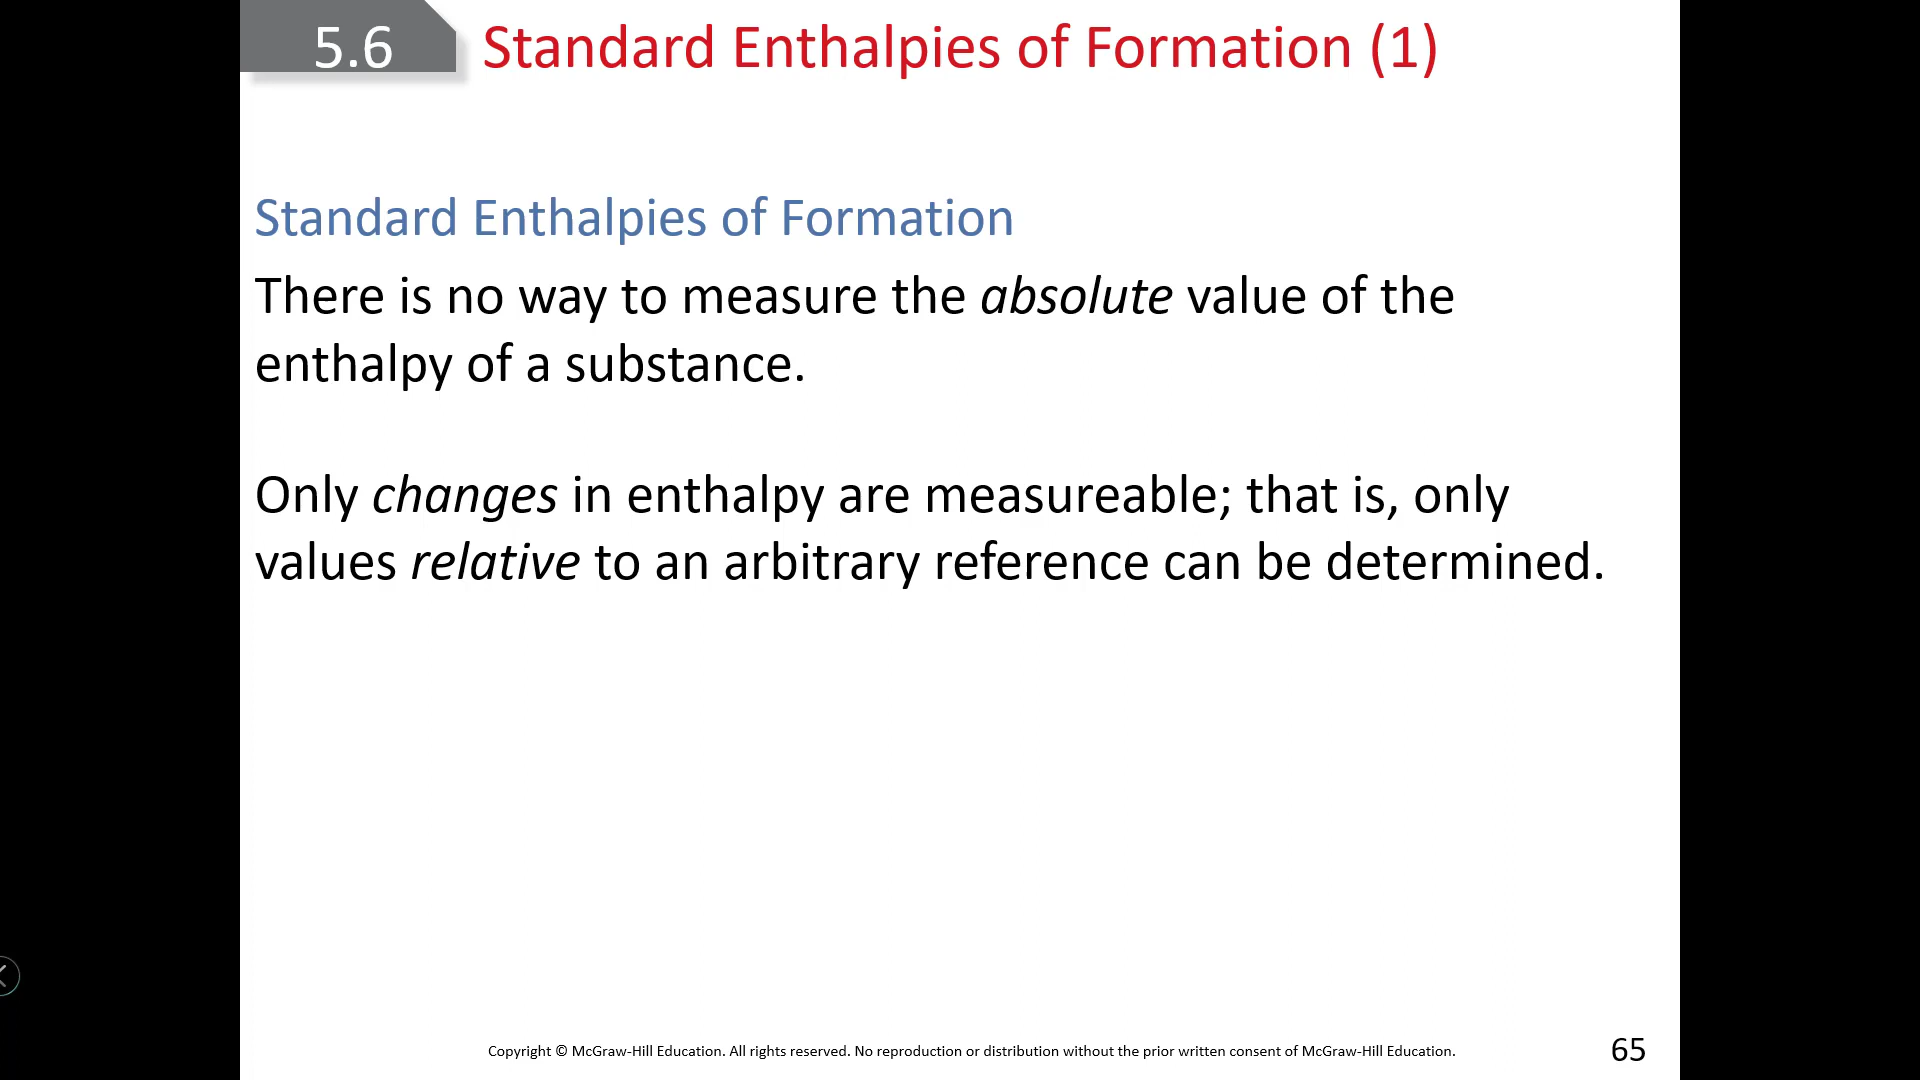 5.6
Standard Enthalpies of Formation (1)
Standard Enthalpies of Formation
There is no way to measure the absolute value of the
enthalpy of a substance.
Only changes in enthalpy are measureable; that is, only
values relative to an arbitrary reference can be determined.
Copyright © McGraw-Hill Education. All rights reserved. No reproduction or distribution without the prior written consent of McGraw-Hill Education.
65